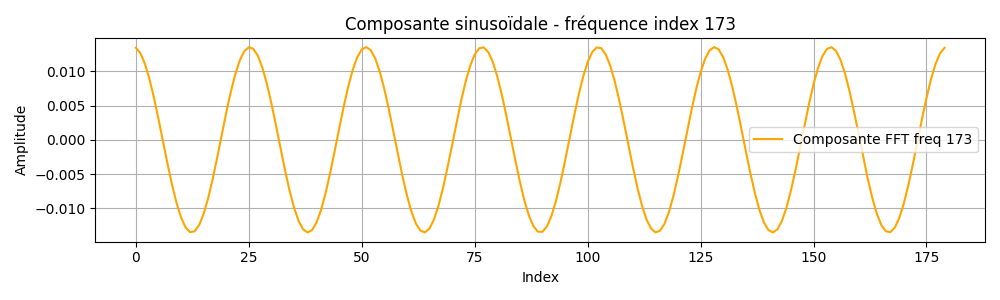 Composante sinusoïdale - fréquence index 173
Amplitude
0.010
0.005
0.000
−0.005
−0.010
Composante FFT freq 173
0 25 50 75 100 125 150 175
Index